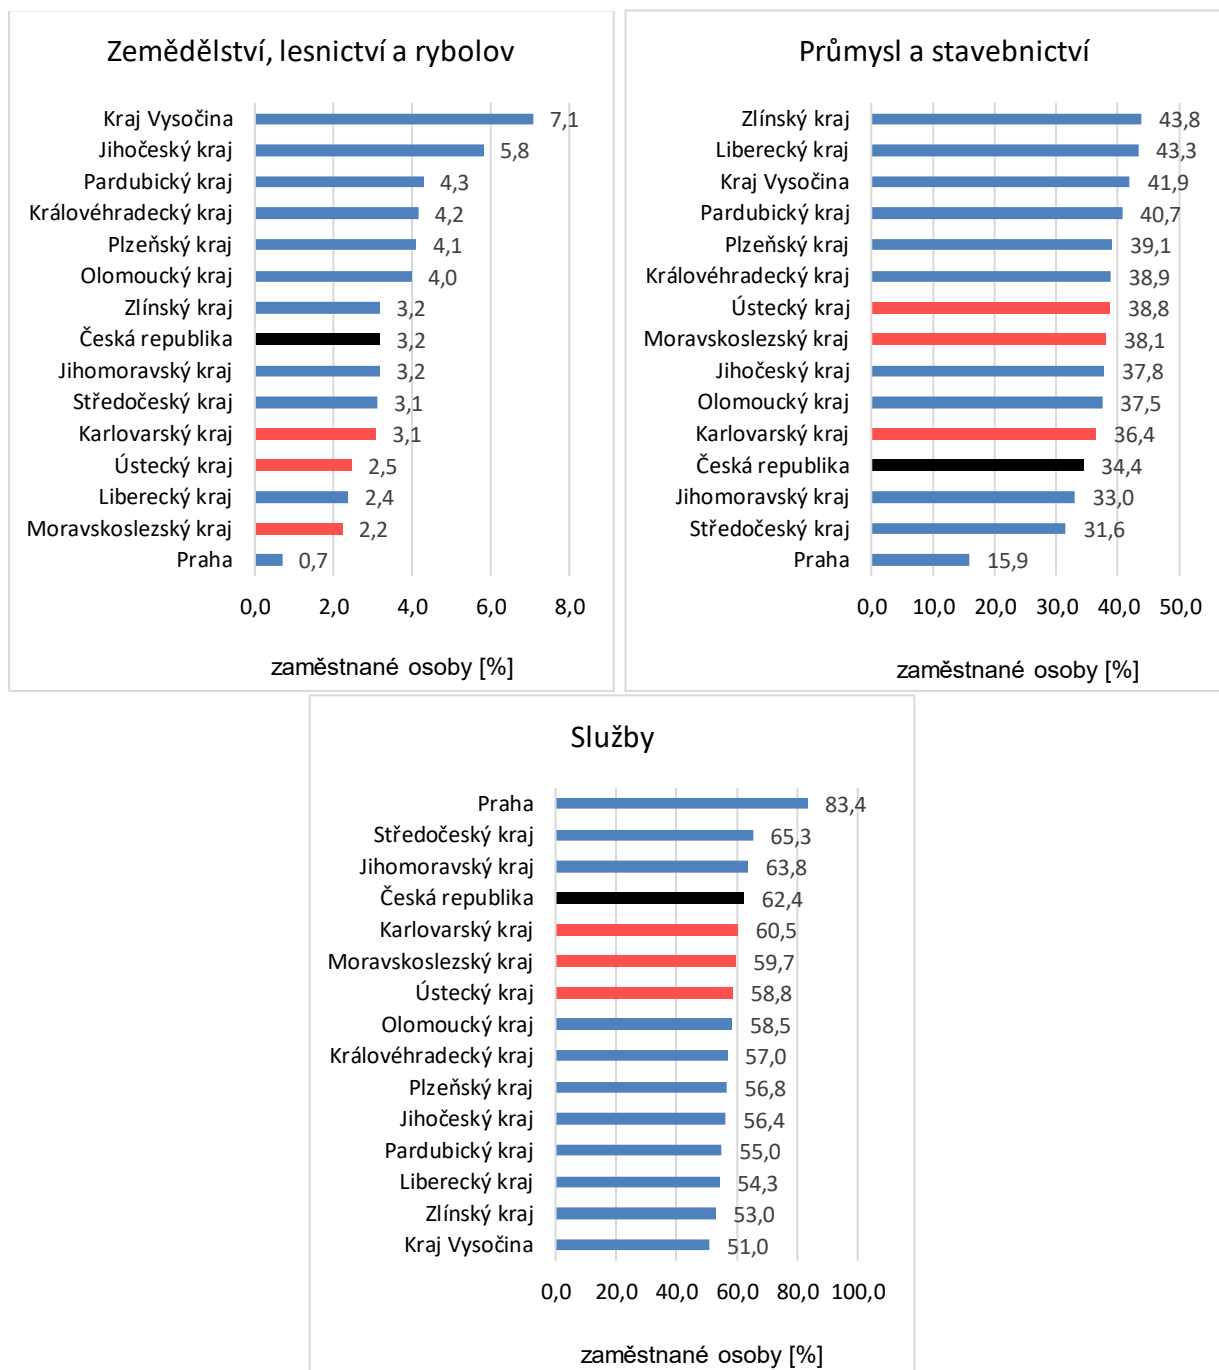 Zemědělství, lesnictví a rybolov
Kraj Vysočina 7,1
Jihočeský kraj 5,8
Pardubický kraj 4,3
Královéhradecký kraj 4,2
Plzeňský kraj 4,1
Olomoucký kraj 4,0
Zlínský kraj 3,2
Česká republika 3,2
Jihomoravský kraj 3,2
Středočeský kraj 3,1
Karlovarský kraj 3,1
Ústecký kraj 2,5
Liberecký kraj 2,4
Moravskoslezský kraj 2,2
Praha 0,7
0,0 2,0 4,0 6,0 8,0
zaměstnané osoby [%]
Průmysl a stavebnictví
Zlínský kraj 43,8
Liberecký kraj 43,3
Kraj Vysočina 41,9
Pardubický kraj 40,7
Plzeňský kraj 39,1
Královéhradecký kraj 38,9
Ústecký kraj 38,8
Moravskoslezský kraj 38,1
Jihočeský kraj 37,8
Olomoucký kraj 37,5
Karlovarský kraj 36,4
Česká republika 34,4
Jihomoravský kraj 33,0
Středočeský kraj 31,6
Praha 15,9
0,0 10,0 20,0 30,0 40,0 50,0
zaměstnané osoby [%]
Služby
Praha 83,4
Středočeský kraj 65,3
Jihomoravský kraj 63,8
Česká republika 62,4
Karlovarský kraj 60,5
Moravskoslezský kraj 59,7
Ústecký kraj 58,8
Olomoucký kraj 58,5
Královéhradecký kraj 57,0
Plzeňský kraj 56,8
Jihočeský kraj 56,4
Pardubický kraj 55,0
Liberecký kraj 54,3
Zlínský kraj 53,0
Kraj Vysočina 51,0
0,0 20,0 40,0 60,0 80,0 100,0
zaměstnané osoby [%]